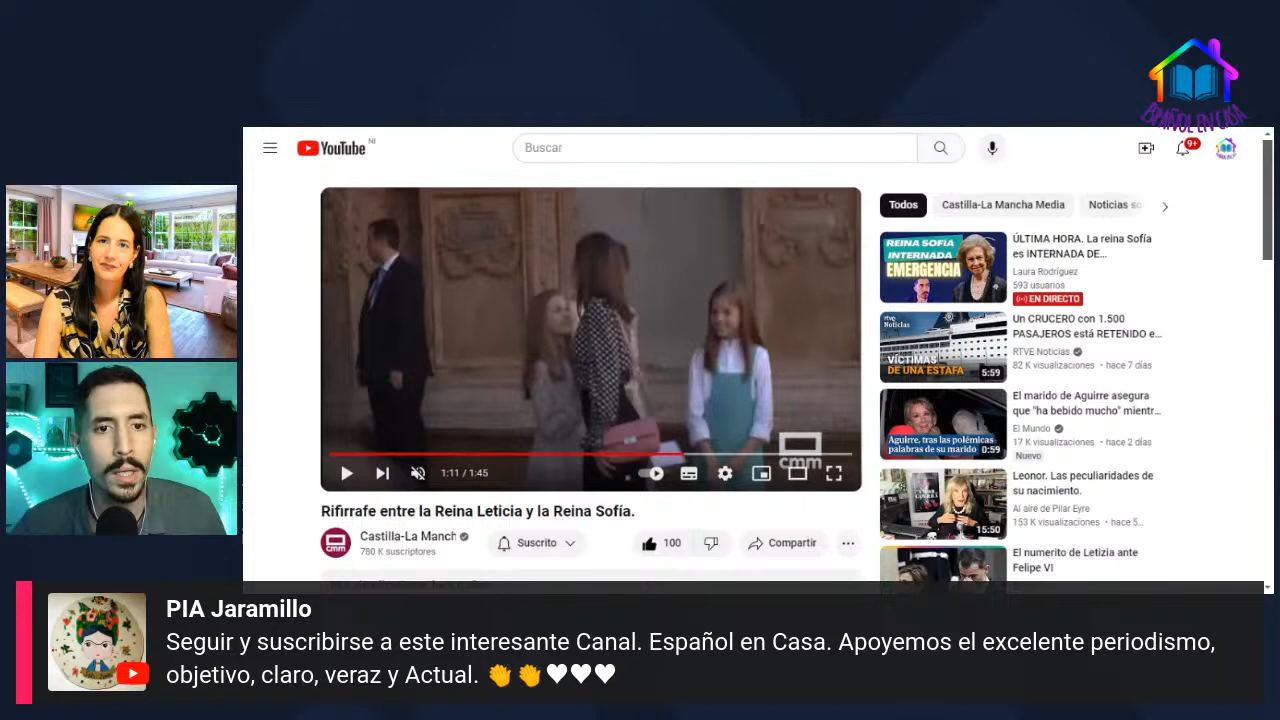 ESPAÑOL EN CASA
YouTube NI
Buscar
9+
cmm
1:11 / 1:45
Rifirrafe entre la Reina Leticia y la Reina Sofía.
cmm
Castilla-La Manch
780 K suscriptores
Suscrito
100
Compartir
Todos
Castilla-La Mancha Media
Noticias so
REINA SOFÍA
INTERNADA
EMERGENCIA
ÚLTIMA HORA. La reina Sofía
es INTERNADA DE...
Laura Rodríguez
593 usuarios
EN DIRECTO
rtve
Noticias
VÍCTIMAS
DE UNA ESTAFA
5:59
Un CRUCERO con 1.500
PASAJEROS está RETENIDO e...
RTVE Noticias
82 K visualizaciones • hace 7 días
Aguirre, tras las polémicas
palabras de su marido
0:59
El marido de Aguirre asegura
que "ha bebido mucho" mientr...
El Mundo
17 K visualizaciones • hace 2 días
Nuevo
15:50
Leonor. Las peculiaridades de
su nacimiento.
Al aire de Pilar Eyre
153 K visualizaciones • hace 5...
El numerito de Letizia ante
Felipe VI
PIA Jaramillo
Seguir y suscribirse a este interesante Canal. Español en Casa. Apoyemos el excelente periodismo,
objetivo, claro, veraz y Actual. 👏👏♥♥♥